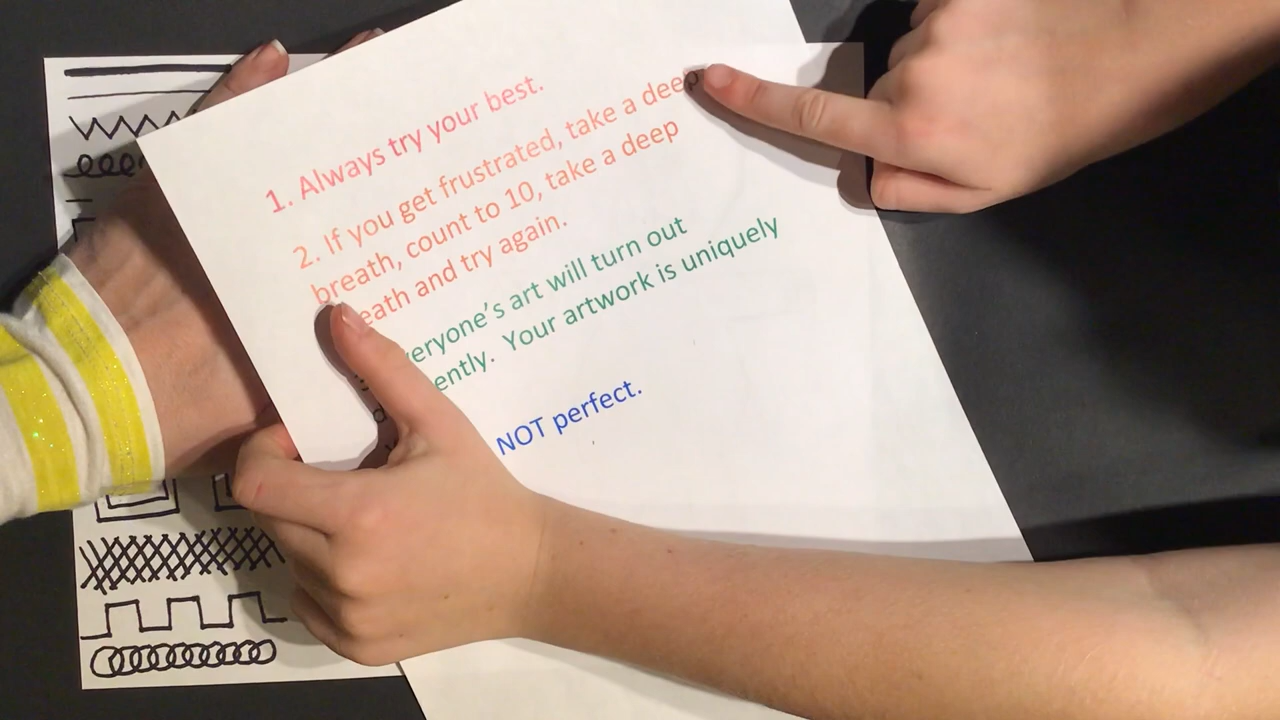 1. Always try your best.
2. If you get frustrated, take a deep
breath, count to 10, take a deep
eath and try again.
veryone's art will turn out
ently. Your artwork is uniquely
NOT perfect.